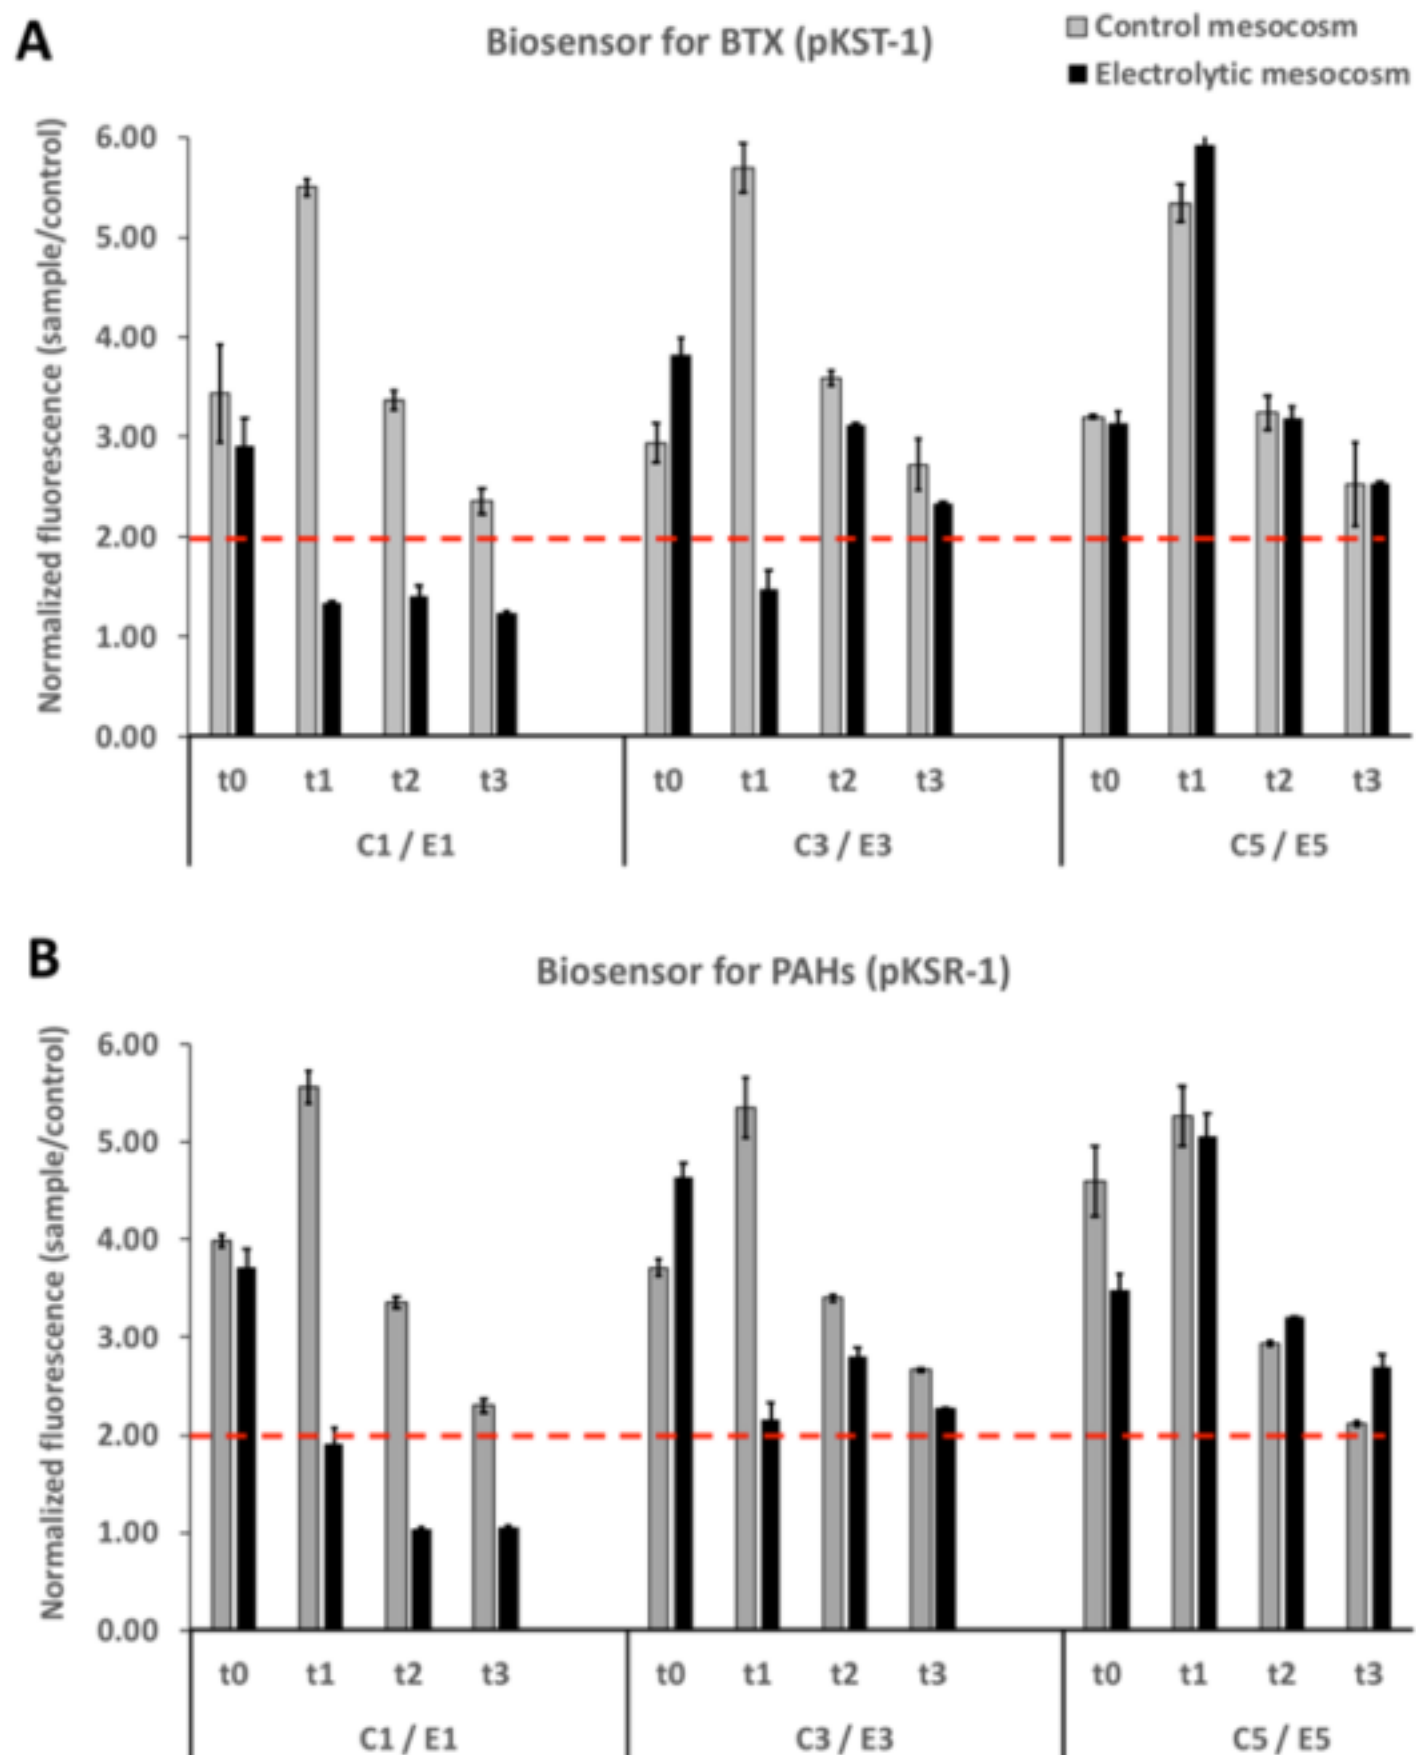 A
Biosensor for BTX (pKST-1)
Control mesocosm
Electrolytic mesocosm
Normalized fluorescence (sample/control)
6.00
5.00
4.00
3.00
2.00
1.00
0.00
t0 t1 t2 t3 t0 t1 t2 t3 t0 t1 t2 t3
C1 / E1 C3 / E3 C5 / E5
B
Biosensor for PAHs (pKSR-1)
Normalized fluorescence (sample/control)
6.00
5.00
4.00
3.00
2.00
1.00
0.00
t0 t1 t2 t3 t0 t1 t2 t3 t0 t1 t2 t3
C1 / E1 C3 / E3 C5 / E5